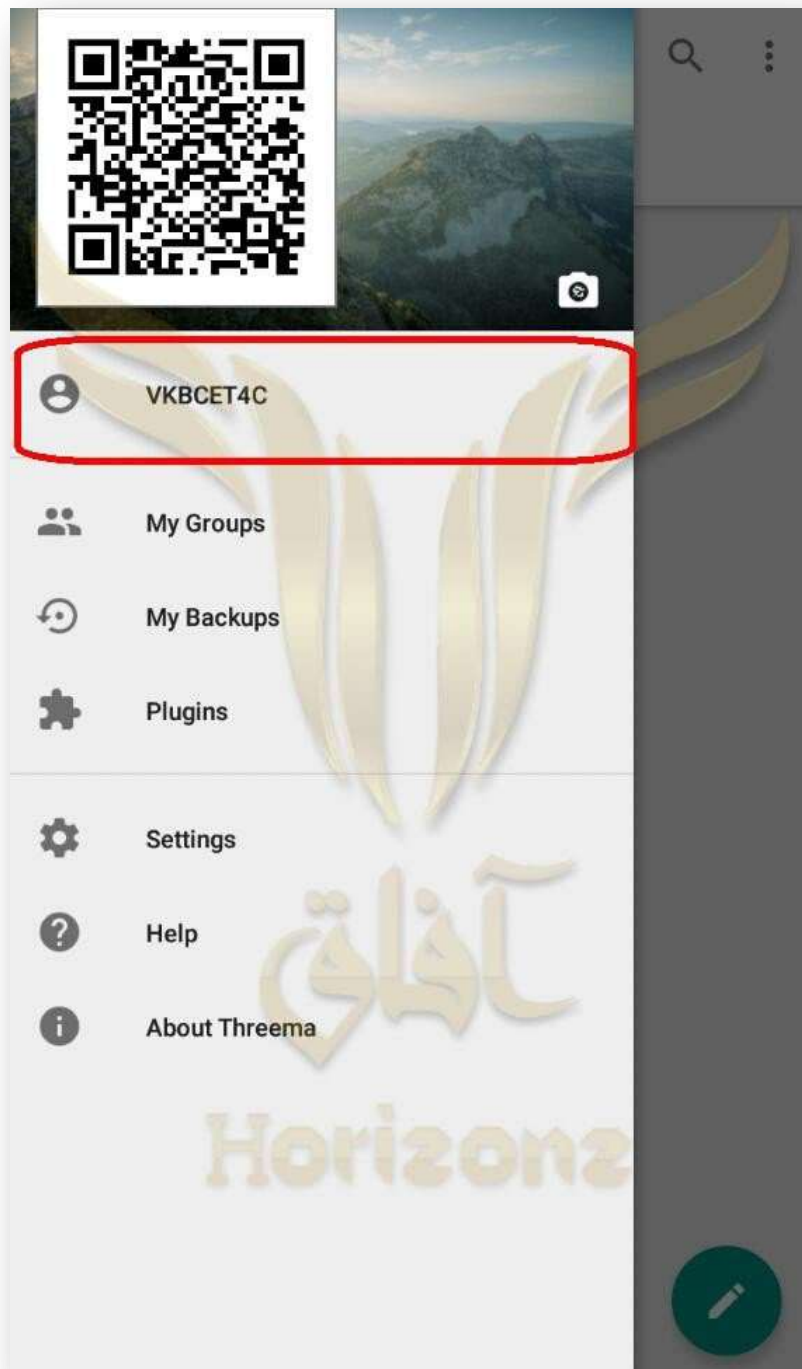 VKBCET4C
My Groups
My Backups
Plugins
Settings
Help
About Threema
آفاق
Horizons